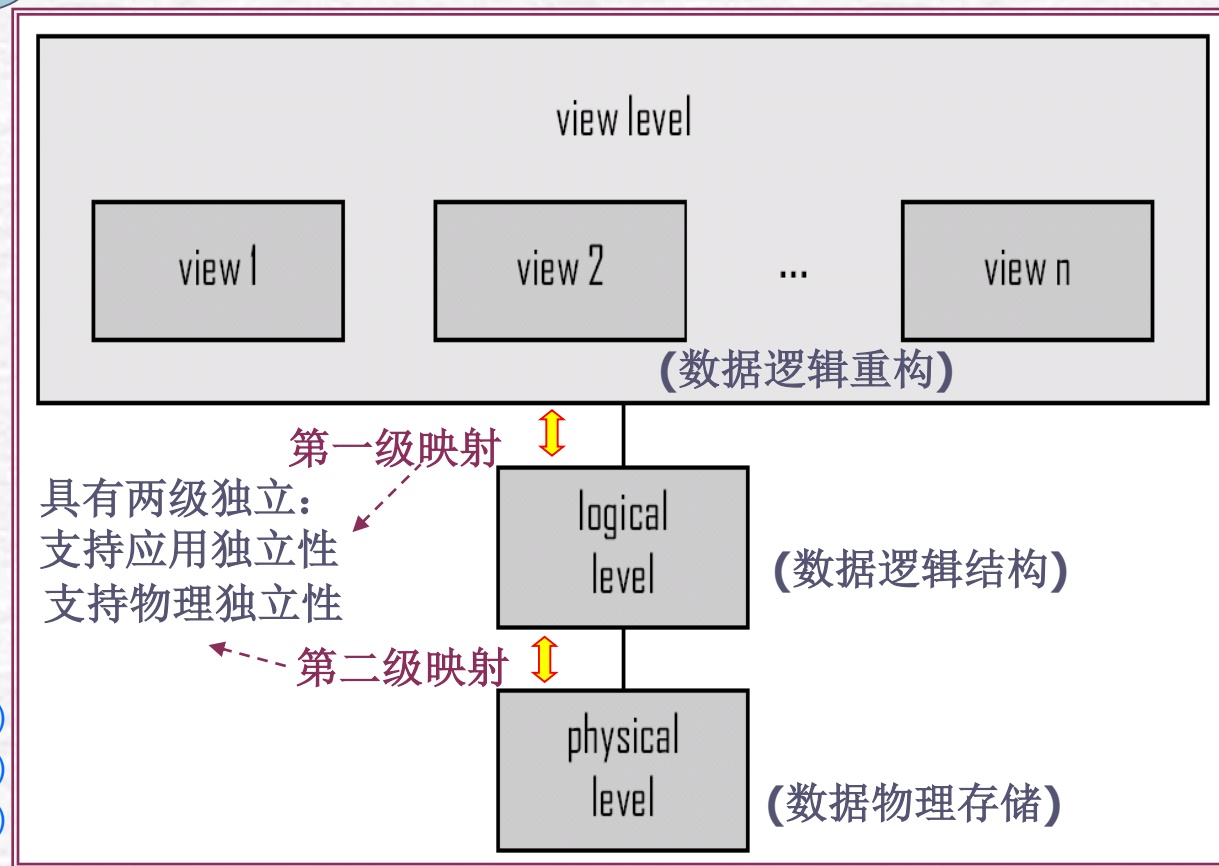 view level
view 1
view 2
...
view n
(数据逻辑重构)
第一级映射
具有两级独立：
支持应用独立性
支持物理独立性
logical
level
(数据逻辑结构)
第二级映射
physical
level
(数据物理存储)
)
)
)